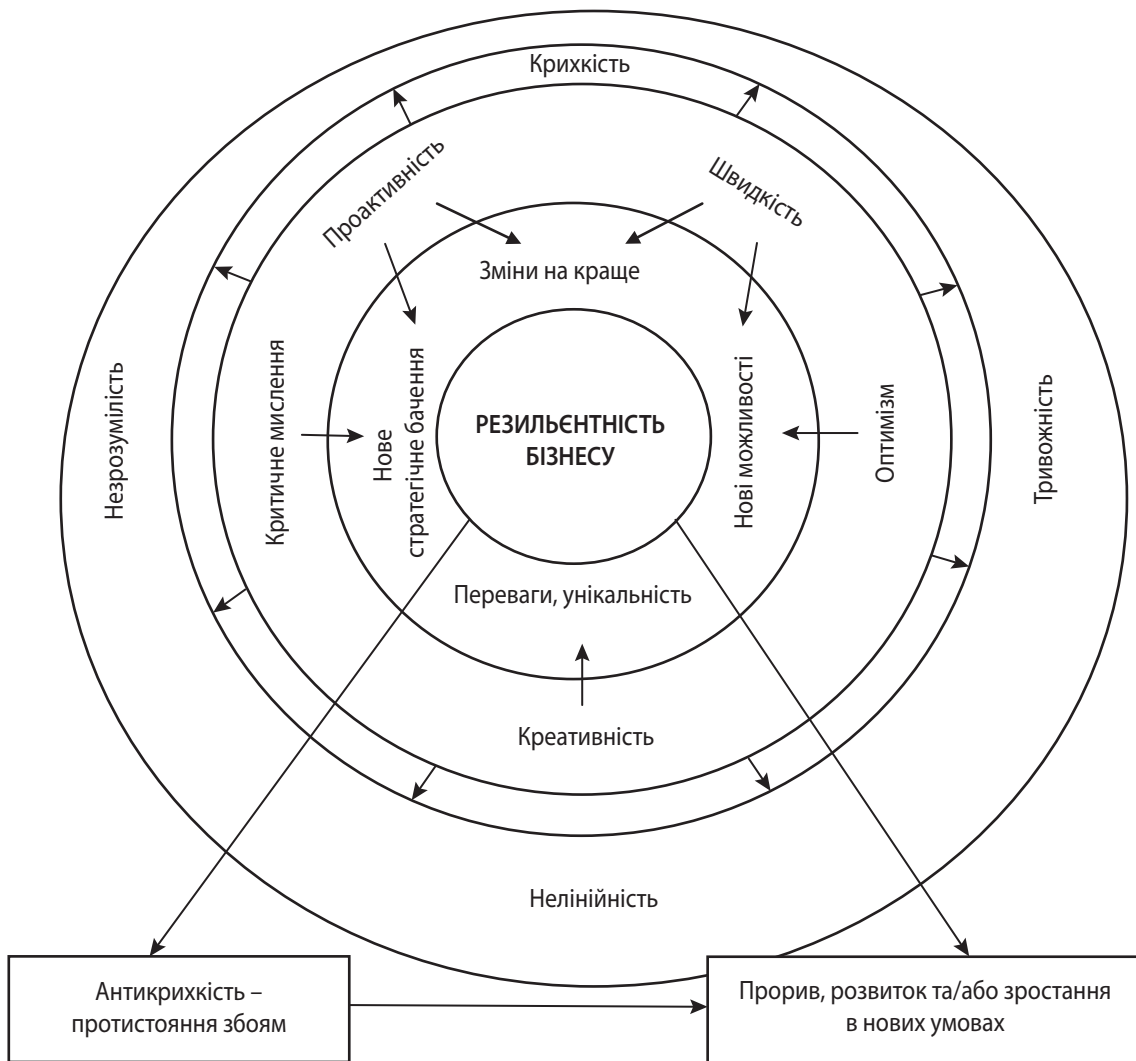 Крихкість
Проактивність
Швидкість
Зміни на краще
Незрозумілість
Критичне мислення
Нове
стратегічне бачення
РЕЗИЛЬЄНТНІСТЬ
БІЗНЕСУ
Нові можливості
Оптимізм
Тривожність
Переваги, унікальність
Креативність
Нелінійність
Антикрихкість –
протистояння збоям
Прорив, розвиток та/або зростання
в нових умовах